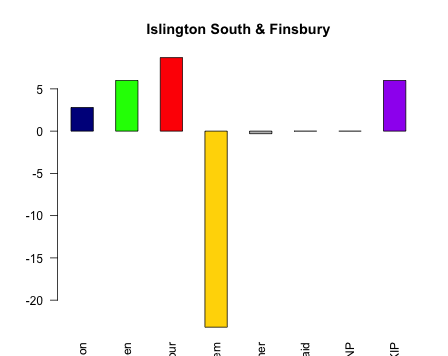 Islington South & Finsbury
5
0
-5
-10
-15
-20
on
en
our
em
her
aid
NP
KIP